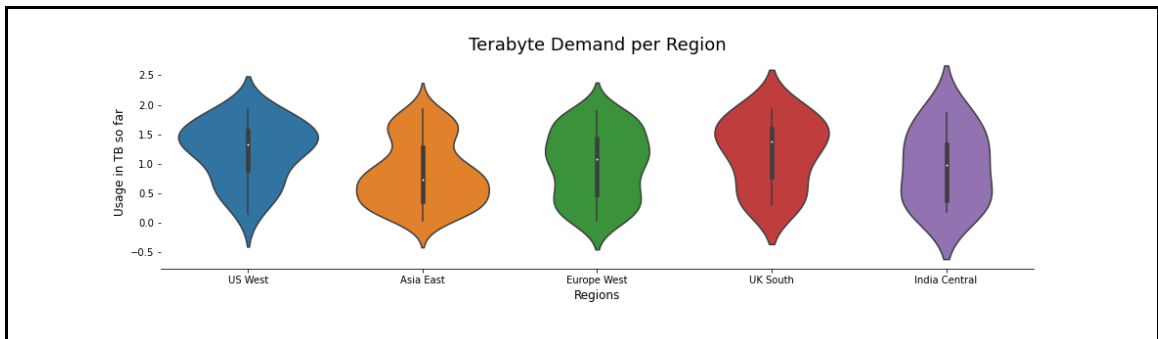 Terabyte Demand per Region
Usage in TB so far
2.5
2.0
1.5
1.0
0.5
0.0
−0.5
US West
Asia East
Europe West
UK South
India Central
Regions